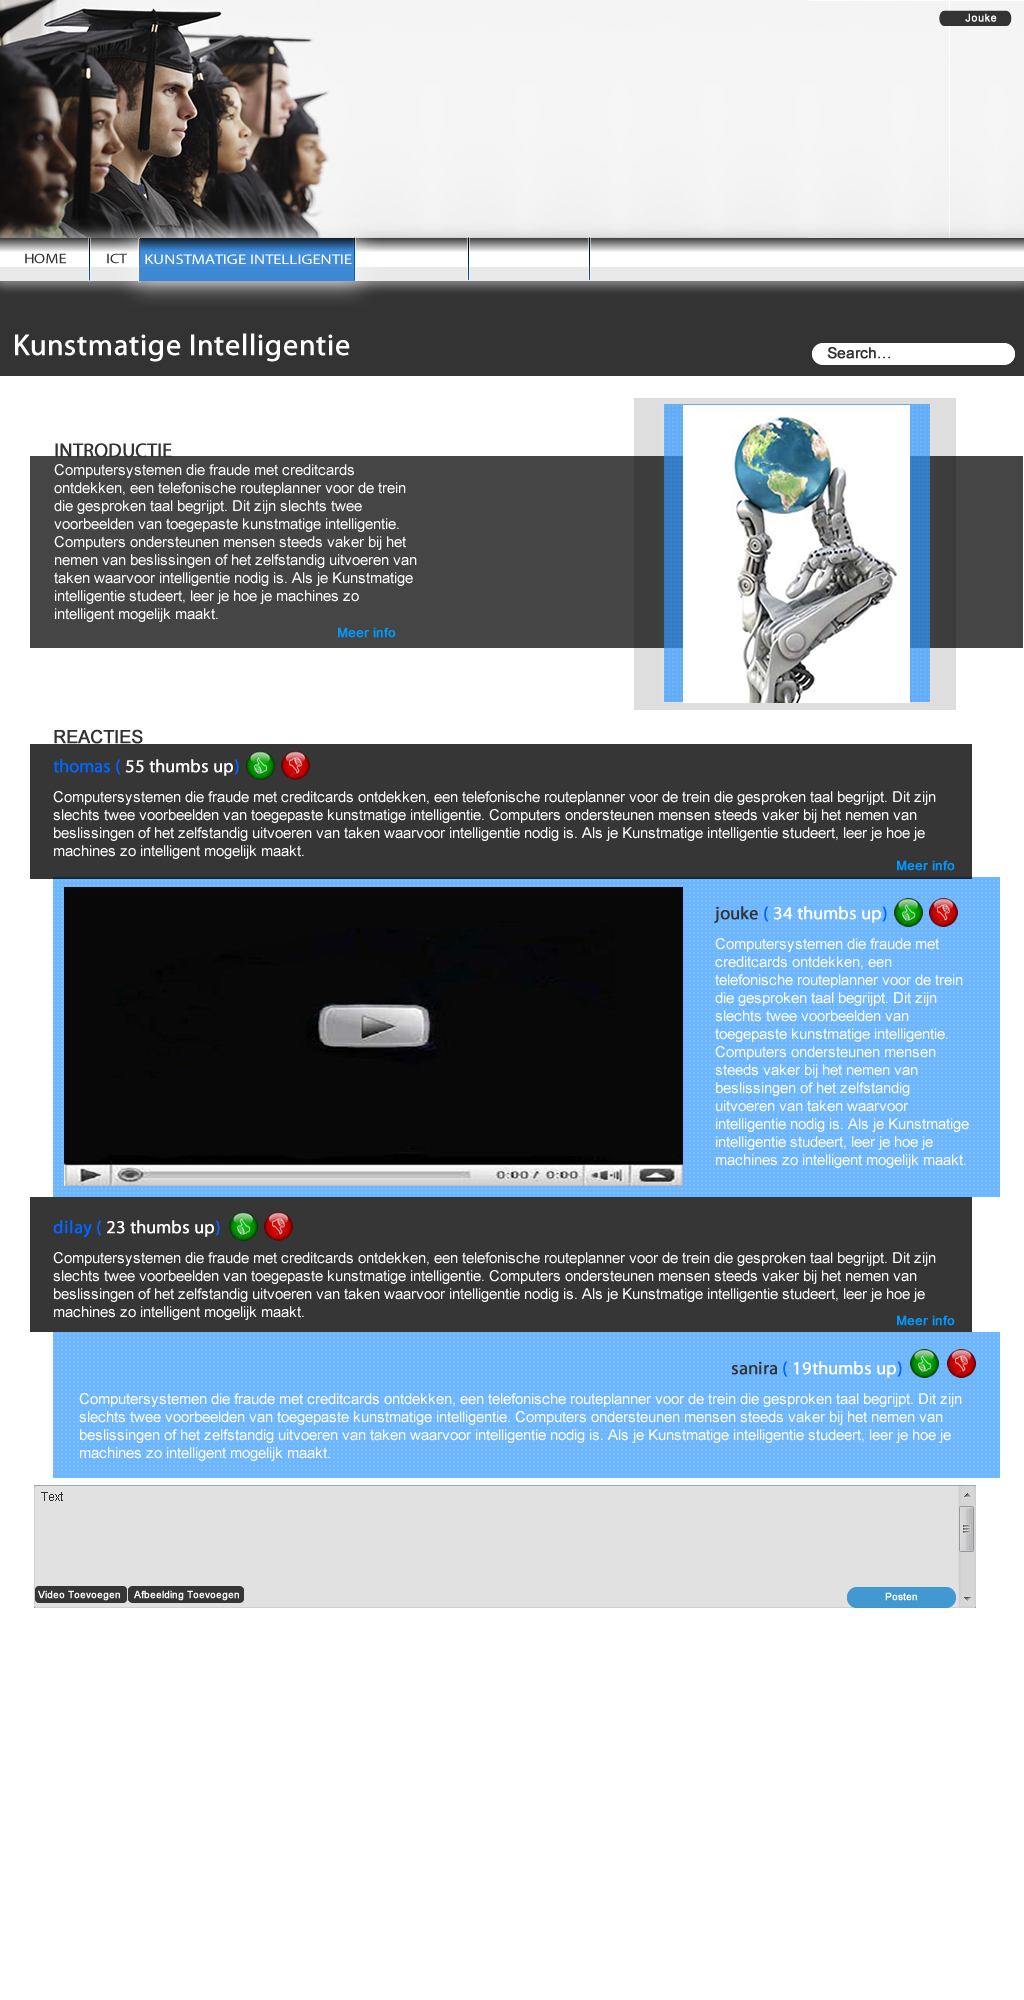 Jouke
HOME
ICT
KUNSTMATIGE INTELLIGENTIE
Kunstmatige Intelligentie
Search...
INTRODUCTIE
Computersystemen die fraude met creditcards
ontdekken, een telefonische routeplanner voor de trein
die gesproken taal begrijpt. Dit zijn slechts twee
voorbeelden van toegepaste kunstmatige intelligentie.
Computers ondersteunen mensen steeds vaker bij het
nemen van beslissingen of het zelfstandig uitvoeren van
taken waarvoor intelligentie nodig is. Als je Kunstmatige
intelligentie studeert, leer je hoe je machines zo
intelligent mogelijk maakt.
Meer info
REACTIES
thomas ( 55 thumbs up)
Computersystemen die fraude met creditcards ontdekken, een telefonische routeplanner voor de trein die gesproken taal begrijpt. Dit zijn
slechts twee voorbeelden van toegepaste kunstmatige intelligentie. Computers ondersteunen mensen steeds vaker bij het nemen van
beslissingen of het zelfstandig uitvoeren van taken waarvoor intelligentie nodig is. Als je Kunstmatige intelligentie studeert, leer je hoe je
machines zo intelligent mogelijk maakt.
Meer info
jouke ( 34 thumbs up)
Computersystemen die fraude met
creditcards ontdekken, een
telefonische routeplanner voor de trein
die gesproken taal begrijpt. Dit zijn
slechts twee voorbeelden van
toegepaste kunstmatige intelligentie.
Computers ondersteunen mensen
steeds vaker bij het nemen van
beslissingen of het zelfstandig
uitvoeren van taken waarvoor
intelligentie nodig is. Als je Kunstmatige
intelligentie studeert, leer je hoe je
machines zo intelligent mogelijk maakt.
0:00 / 0:00
dilay ( 23 thumbs up)
Computersystemen die fraude met creditcards ontdekken, een telefonische routeplanner voor de trein die gesproken taal begrijpt. Dit zijn
slechts twee voorbeelden van toegepaste kunstmatige intelligentie. Computers ondersteunen mensen steeds vaker bij het nemen van
beslissingen of het zelfstandig uitvoeren van taken waarvoor intelligentie nodig is. Als je Kunstmatige intelligentie studeert, leer je hoe je
machines zo intelligent mogelijk maakt.
Meer info
sanira ( 19thumbs up)
Computersystemen die fraude met creditcards ontdekken, een telefonische routeplanner voor de trein die gesproken taal begrijpt. Dit zijn
slechts twee voorbeelden van toegepaste kunstmatige intelligentie. Computers ondersteunen mensen steeds vaker bij het nemen van
beslissingen of het zelfstandig uitvoeren van taken waarvoor intelligentie nodig is. Als je Kunstmatige intelligentie studeert, leer je hoe je
machines zo intelligent mogelijk maakt.
Text
Video Toevoegen
Afbeelding Toevoegen
Posten